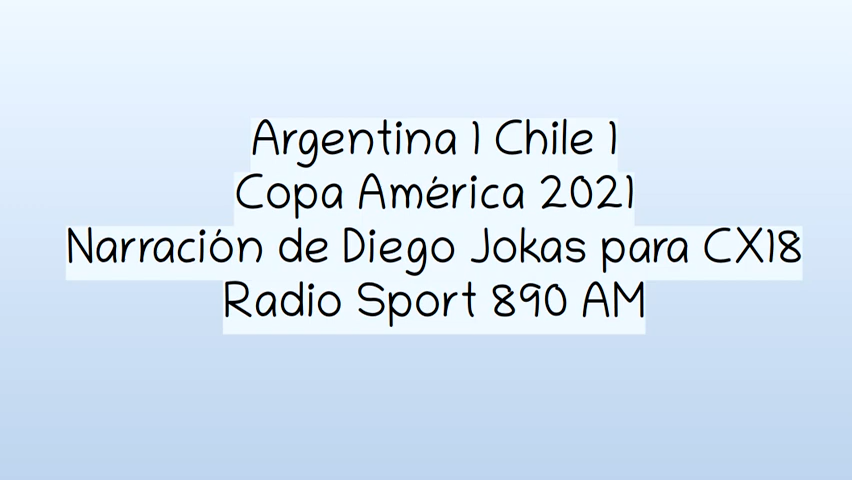 Argentina 1 Chile 1
Copa América 2021
Narración de Diego Jokas para CX18
Radio Sport 890 AM